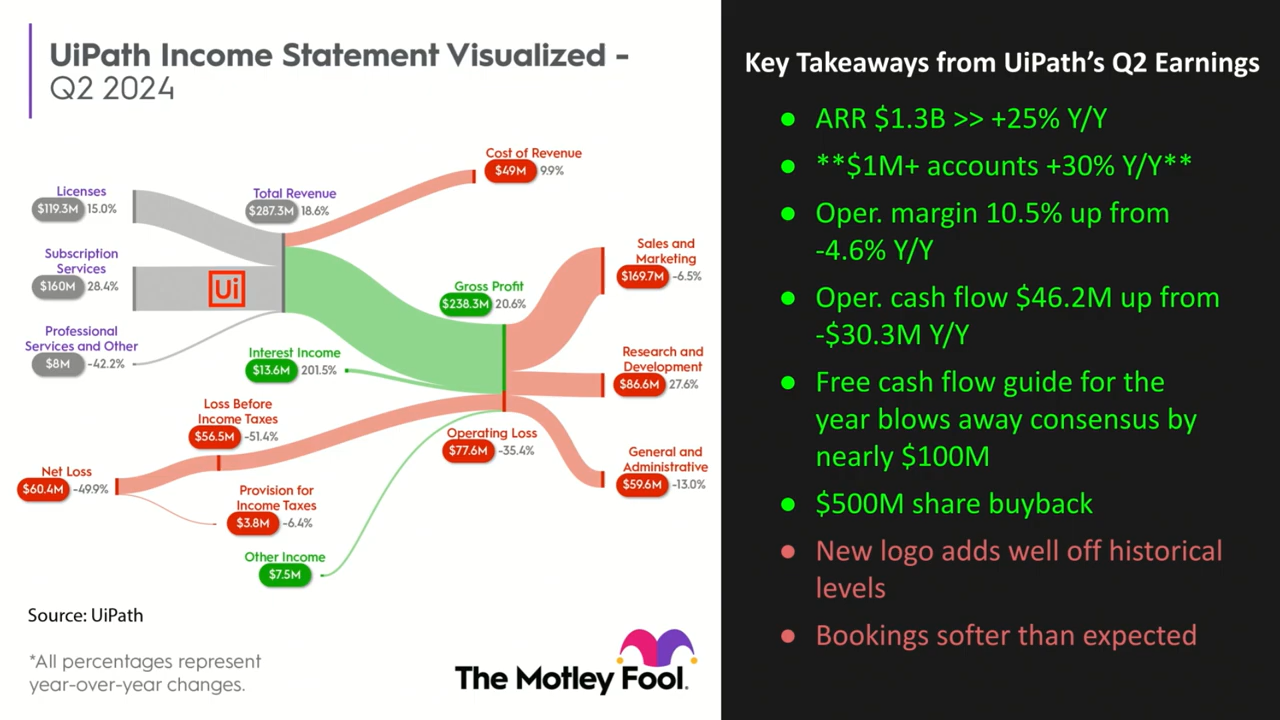 UiPath Income Statement Visualized -
Q2 2024
Licenses
$119.3M 15.0%
Subscription
Services
$160M 28.4%
Professional
Services and Other
$8M -42.2%
Total Revenue
$287.3M 18.6%
Ui
Cost of Revenue
$49M 9.9%
Gross Profit
$238.3M 20.6%
Interest Income
$13.6M 201.5%
Sales and
Marketing
$169.7M -6.5%
Research and
Development
$86.6M 27.6%
General and
Administrative
$59.6M -13.0%
Operating Loss
$77.6M -35.4%
Loss Before
Income Taxes
$56.5M -51.4%
Net Loss
$60.4M -49.9%
Provision for
Income Taxes
$3.8M -6.4%
Other Income
$7.5M
Source: UiPath
*All percentages represent
year-over-year changes.
The Motley Fool.
Key Takeaways from UiPath’s Q2 Earnings
● ARR $1.3B >> +25% Y/Y
● **$1M+ accounts +30% Y/Y**
● Oper. margin 10.5% up from
-4.6% Y/Y
● Oper. cash flow $46.2M up from
-$30.3M Y/Y
● Free cash flow guide for the
year blows away consensus by
nearly $100M
● $500M share buyback
● New logo adds well off historical
levels
● Bookings softer than expected